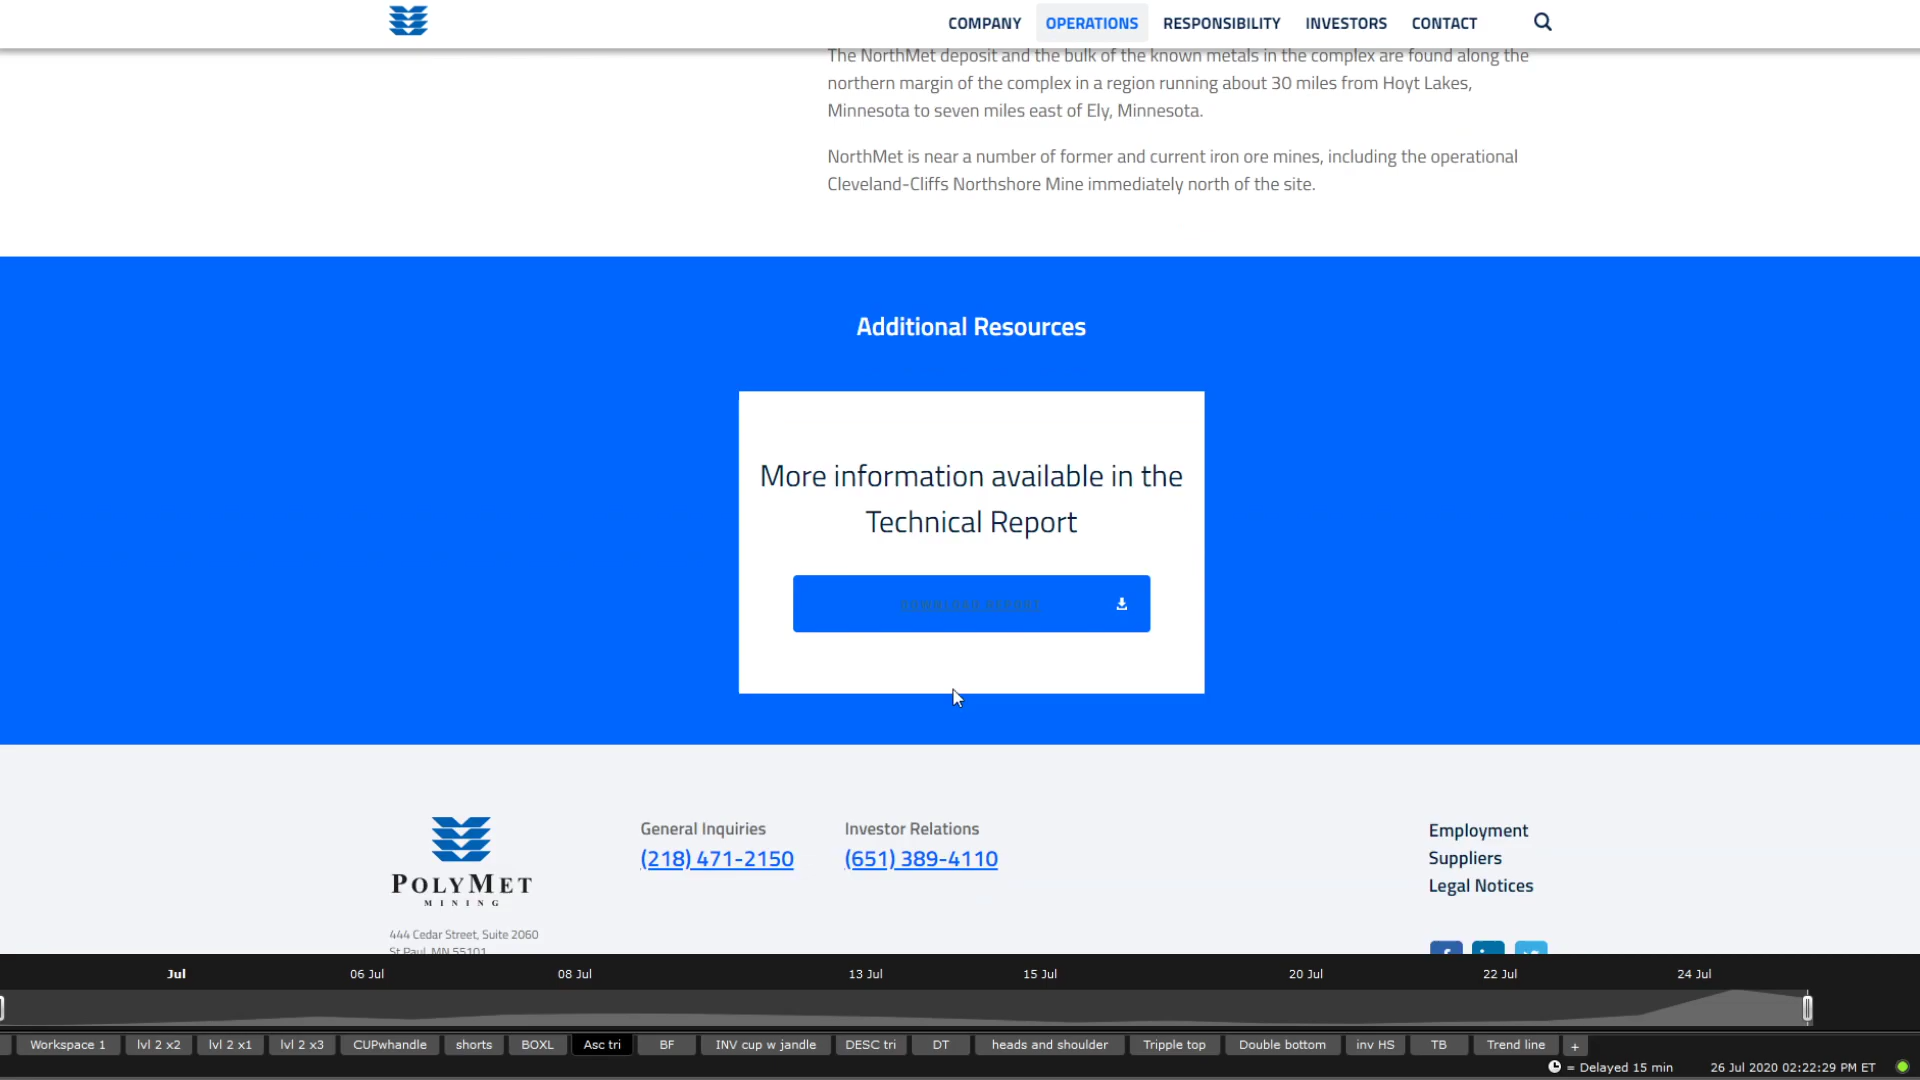 COMPANY OPERATIONS RESPONSIBILITY INVESTORS CONTACT
The NorthMet deposit and the bulk of the known metals in the complex are found along the
northern margin of the complex in a region running about 30 miles from Hoyt Lakes,
Minnesota to seven miles east of Ely, Minnesota.
NorthMet is near a number of former and current iron ore mines, including the operational
Cleveland-Cliffs Northshore Mine immediately north of the site.
Additional Resources
More information available in the
Technical Report
DOWNLOAD REPORT
General Inquiries
(218) 471-2150
Investor Relations
(651) 389-4110
Employment
Suppliers
Legal Notices
POLYMET
MINING
444 Cedar Street, Suite 2060
St Paul, MN 55101
Jul 06 Jul 08 Jul 13 Jul 15 Jul 20 Jul 22 Jul 24 Jul
Workspace 1 lvl 2 x2 lvl 2 x1 lvl 2 x3 CUPwhandle shorts BOXL Asc tri BF INV cup w jandle DESC tri DT heads and shoulder Tripple top Double bottom inv HS TB Trend line +
= Delayed 15 min 26 Jul 2020 02:22:29 PM ET